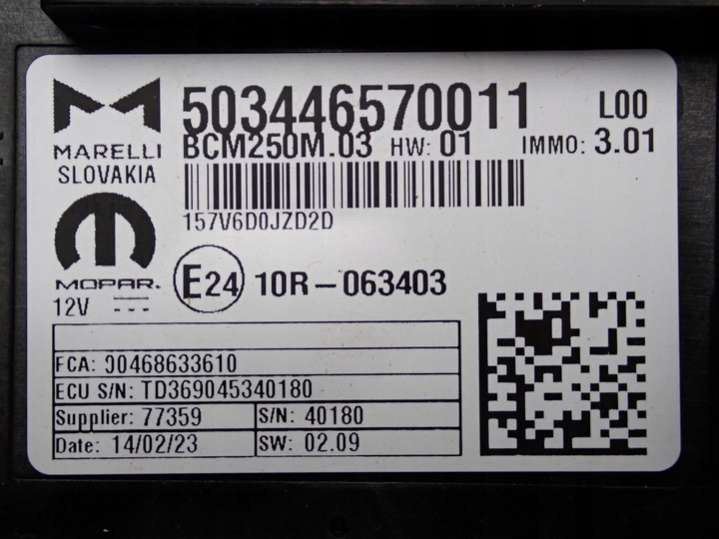 503446570011 L00
BCM250M.03 HW: 01 IMMO: 3.01
MARELLI
SLOVAKIA
157V6D0JZD2D
MOPAR.
12V
E24 10R-063403
FCA: 00468633610
ECU S/N: TD369045340180
Supplier: 77359 S/N: 40180
Date: 14/02/23 SW: 02.09